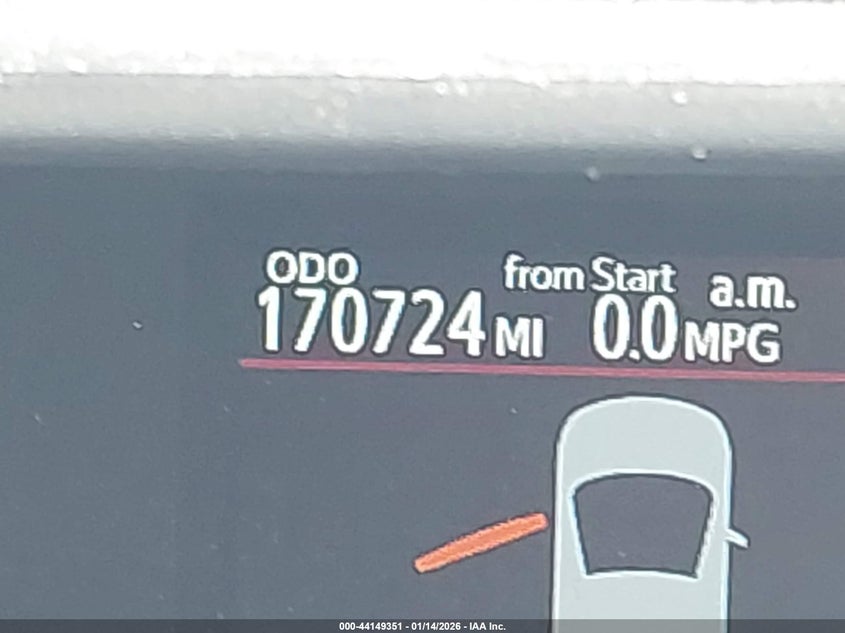 ODO from Start a.m.
170724 MI 0.0 MPG
000-44149351 - 01/14/2026 - IAA Inc.